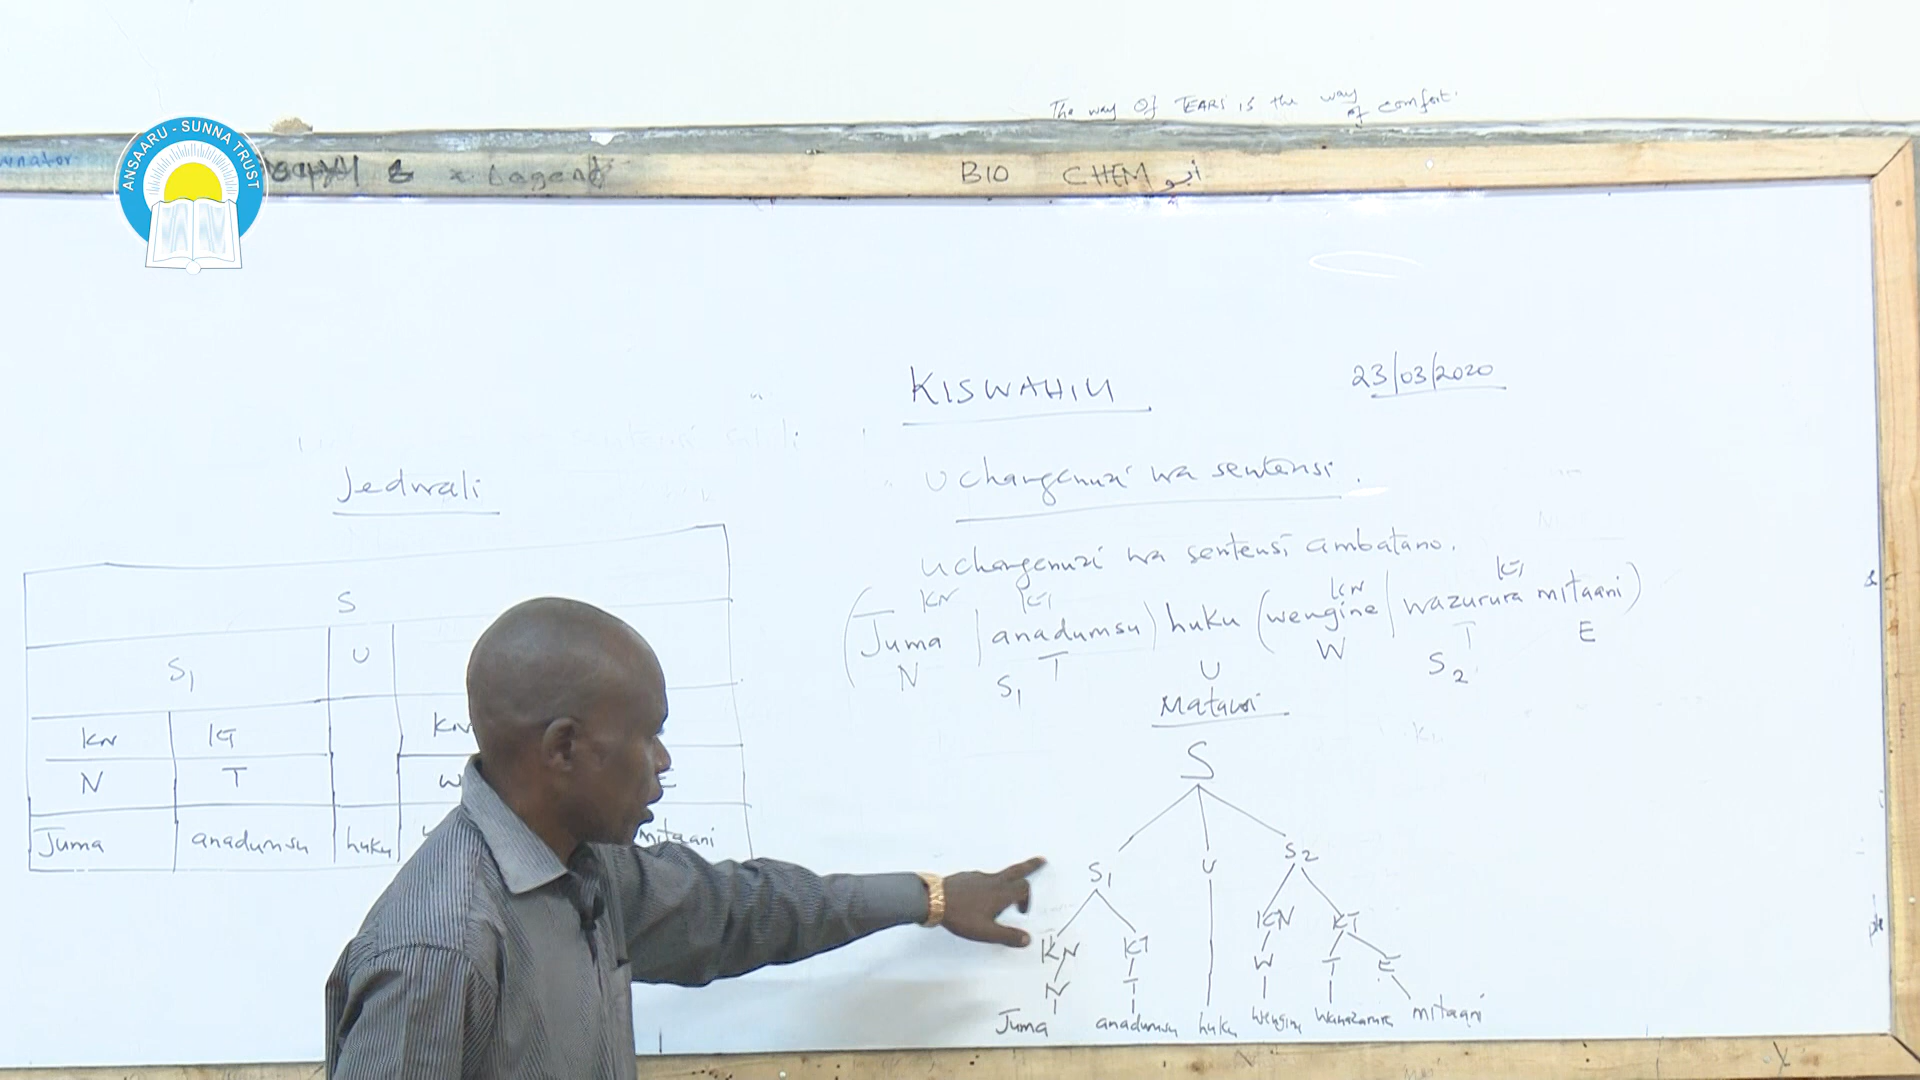 The way of TEARS is the way of comfort.
ANSAARU - SUNNA TRUST
BIO CHEM أبو
KISWAHILI 23/03/2020
Uchanganuzi wa sentensi.
Uchanganuzi wa sentensi ambatano.
KN KT KN KT
(Juma | anadumsu) huku (wengine | wazurura mitaani)
N T U W T E
S1 S2
Matawi
S
S1 U S2
KN KT KN KT
N T W T E
Juma anadumsu huku wengine wanazurura mitaani
Jedwali
S
S1 U
KN KT KN
N T W E
Juma anadumsu huku mitaani